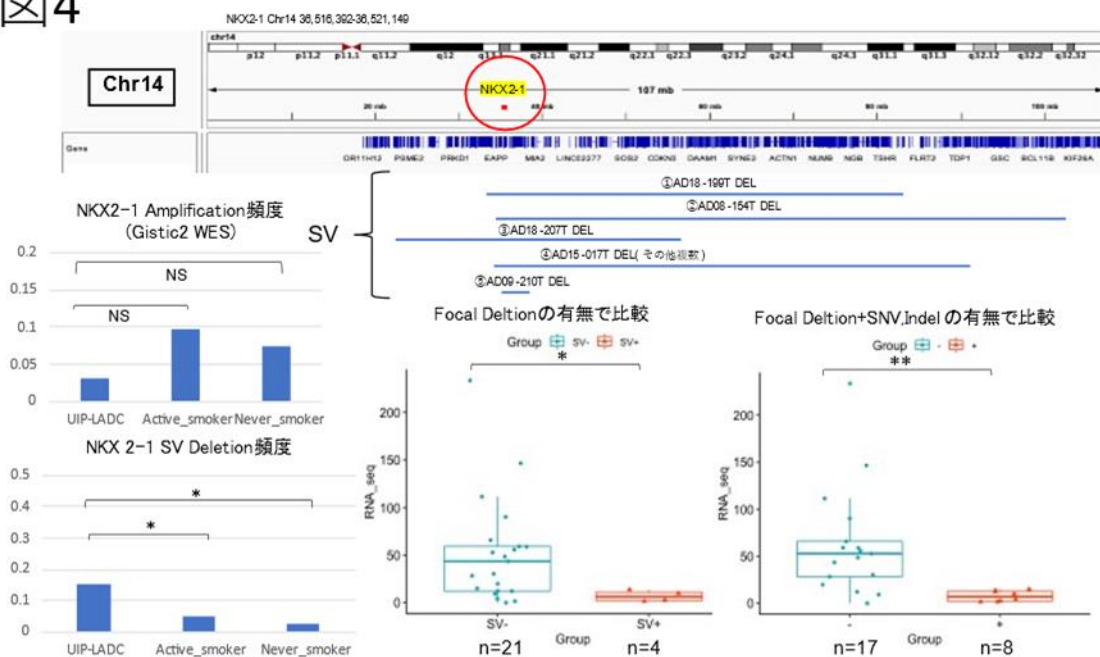 図4
NKX2-1 Chr14 36,516,392-36,521,149
chr14
p12 p11.2 p11.1 q11.2 q12 q13.1 q21.1 q21.2 q22.1 q22.3 q23.2 q24.1 q24.3 q31.1 q31.3 q32.12 q32.2 q32.32
Chr14
NKX2-1
107 mb
20 mb 40 mb 60 mb 80 mb 100 mb
Gene
OR11H12 PSME2 PRKD1 EAPP MIA2 LINC02277 SOS2 CDKN3 DAAM1 SYNE2 ACTN1 NUMB NGB TSHR FLRT2 TDP1 GSC BCL11B KIF26A
SV
①AD18-199T DEL
②AD08-154T DEL
③AD18-207T DEL
④AD15-017T DEL(その他複数)
⑤AD09-210T DEL
NKX2-1 Amplification頻度
(Gistic2 WES)
0.2
0.15
0.1
0.05
0
NS
NS
UIP-LADC Active_smoker Never_smoker
NKX 2-1 SV Deletion頻度
0.5
0.4
0.3
0.2
0.1
0
*
*
UIP-LADC Active_smoker Never_smoker
Focal Deltionの有無で比較
Group SV- SV+
*
RNA_seq
200
150
100
50
0
SV- SV+
Group
n=21 n=4
Focal Deltion+SNV,Indelの有無で比較
Group - +
**
RNA_seq
200
150
100
50
0
- +
Group
n=17 n=8